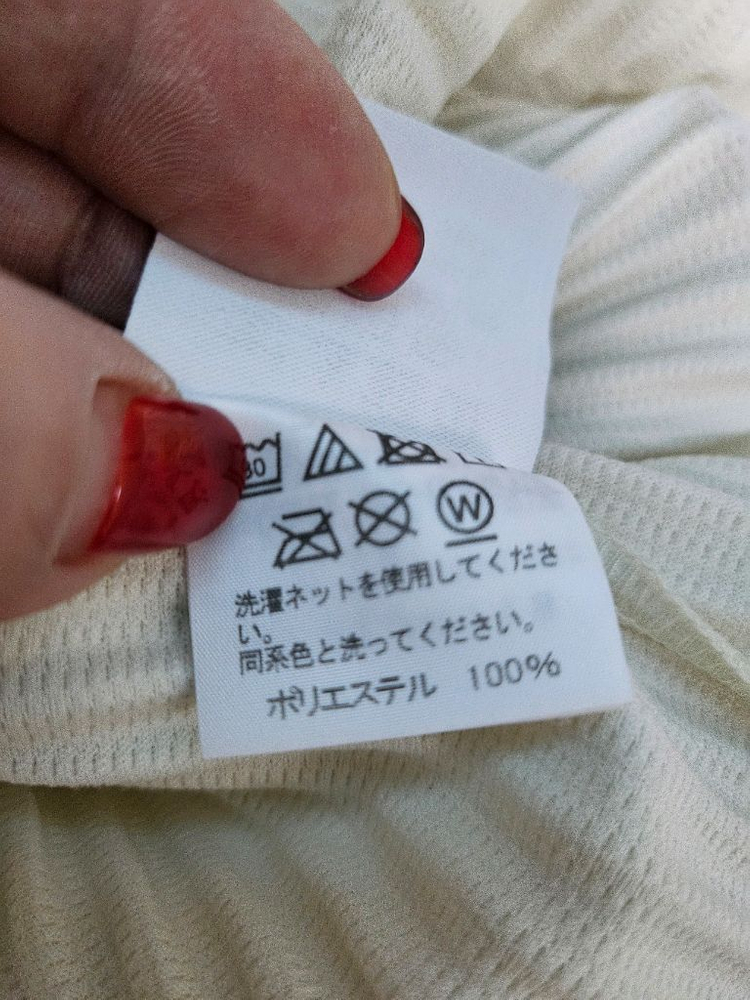 30
W
洗濯ネットを使用してくださ
い。
同系色と洗ってください。
ポリエステル 100%